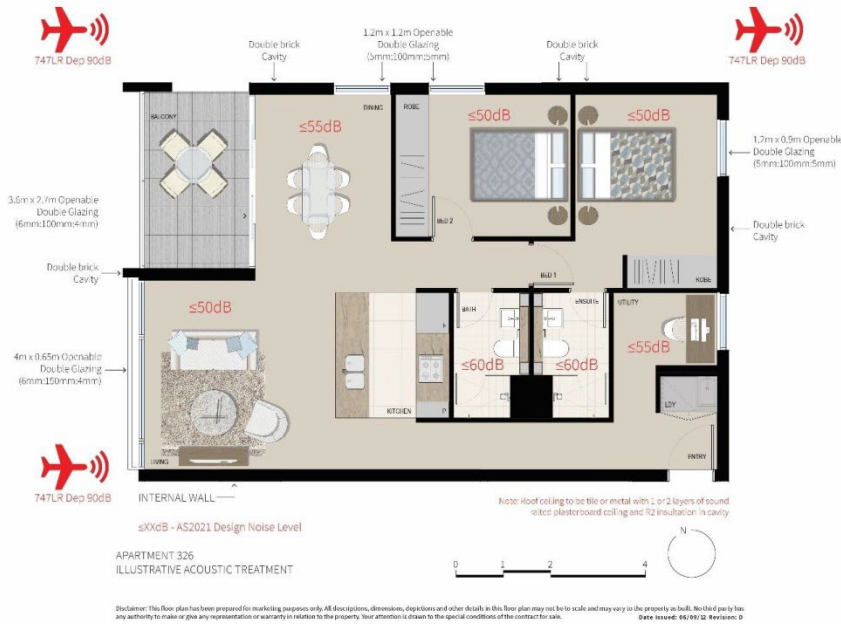 747LR Dep 90dB
747LR Dep 90dB
Double brick
Cavity
1.2m x 1.2m Openable
Double Glazing
(5mm:100mm:5mm)
Double brick
Cavity
BALCONY
≤55dB
DINING
ROBE
≤50dB
≤50dB
1.2m x 0.9m Openable
Double Glazing
(5mm:100mm:5mm)
3.6m x 2.7m Openable
Double Glazing
(6mm:100mm:4mm)
BED 2
Double brick
Cavity
Double brick
Cavity
BED 1
ROBE
≤50dB
BATH
ENSUITE
UTILITY
F
≤55dB
4m x 0.65m Openable
Double Glazing
(6mm:150mm:4mm)
≤60dB
≤60dB
KITCHEN
P
LDY
LIVING
ENTRY
747LR Dep 90dB
INTERNAL WALL
Note: Roof ceiling to be tile or metal with 1 or 2 layers of sound
rated plasterboard ceiling and R2 insulation in cavity
≤XXdB - AS2021 Design Noise Level
N
APARTMENT 326
ILLUSTRATIVE ACOUSTIC TREATMENT
0 1 2 4
Disclaimer: This floor plan has been prepared for marketing purposes only. All descriptions, dimensions, depictions and other details in this floor plan may not be to scale and may vary to the property as built. No third party has
any authority to make or give any representation or warranty in relation to the property. Your attention is drawn to the special conditions of the contract for sale.
Date Issued: 06/09/12 Revision: D